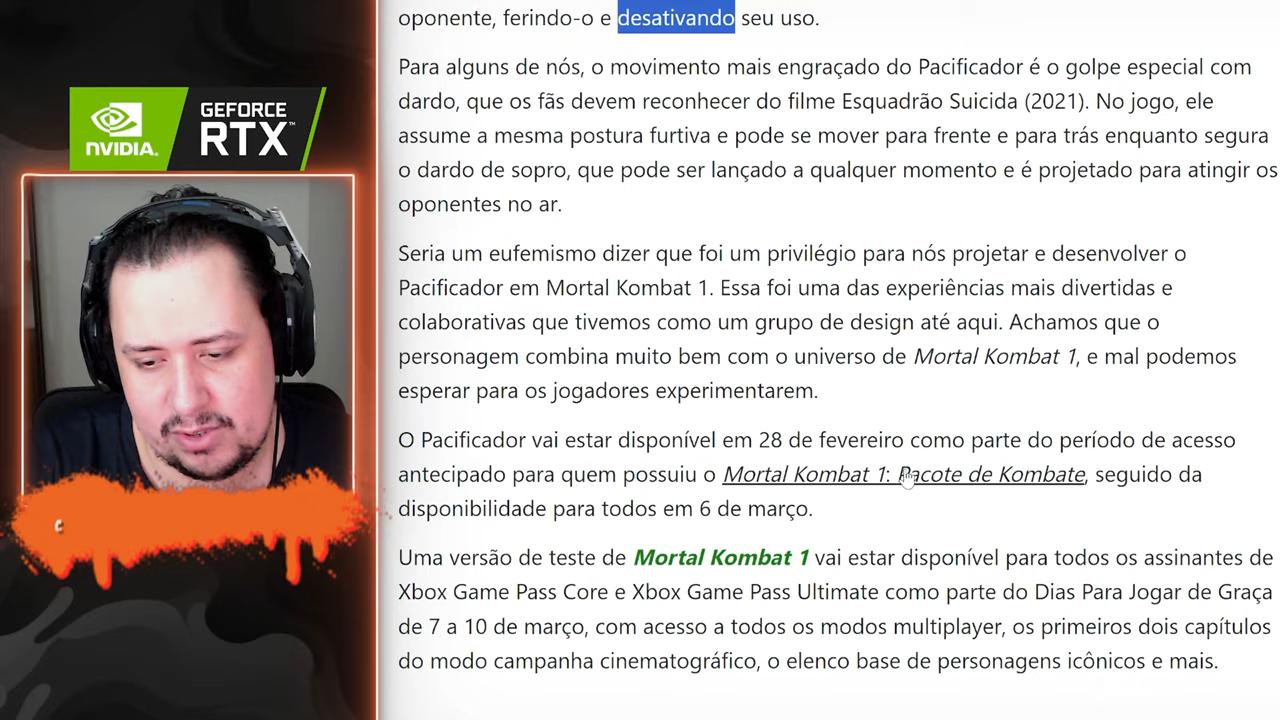 oponente, ferindo-o e desativando seu uso.
Para alguns de nós, o movimento mais engraçado do Pacificador é o golpe especial com
dardo, que os fãs devem reconhecer do filme Esquadrão Suicida (2021). No jogo, ele
assume a mesma postura furtiva e pode se mover para frente e para trás enquanto segura
o dardo de sopro, que pode ser lançado a qualquer momento e é projetado para atingir os
oponentes no ar.
Seria um eufemismo dizer que foi um privilégio para nós projetar e desenvolver o
Pacificador em Mortal Kombat 1. Essa foi uma das experiências mais divertidas e
colaborativas que tivemos como um grupo de design até aqui. Achamos que o
personagem combina muito bem com o universo de Mortal Kombat 1, e mal podemos
esperar para os jogadores experimentarem.
O Pacificador vai estar disponível em 28 de fevereiro como parte do período de acesso
antecipado para quem possuiu o Mortal Kombat 1: Pacote de Kombate, seguido da
disponibilidade para todos em 6 de março.
Uma versão de teste de Mortal Kombat 1 vai estar disponível para todos os assinantes de
Xbox Game Pass Core e Xbox Game Pass Ultimate como parte do Dias Para Jogar de Graça
de 7 a 10 de março, com acesso a todos os modos multiplayer, os primeiros dois capítulos
do modo campanha cinematográfico, o elenco base de personagens icônicos e mais.
NVIDIA.
GEFORCE
RTX™